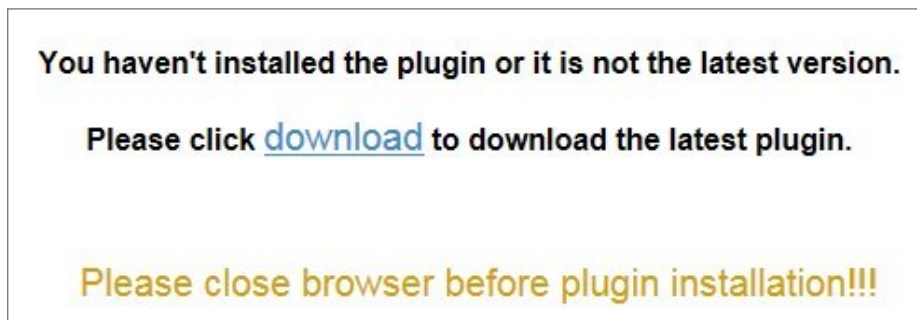 You haven't installed the plugin or it is not the latest version.
Please click download to download the latest plugin.
Please close browser before plugin installation!!!